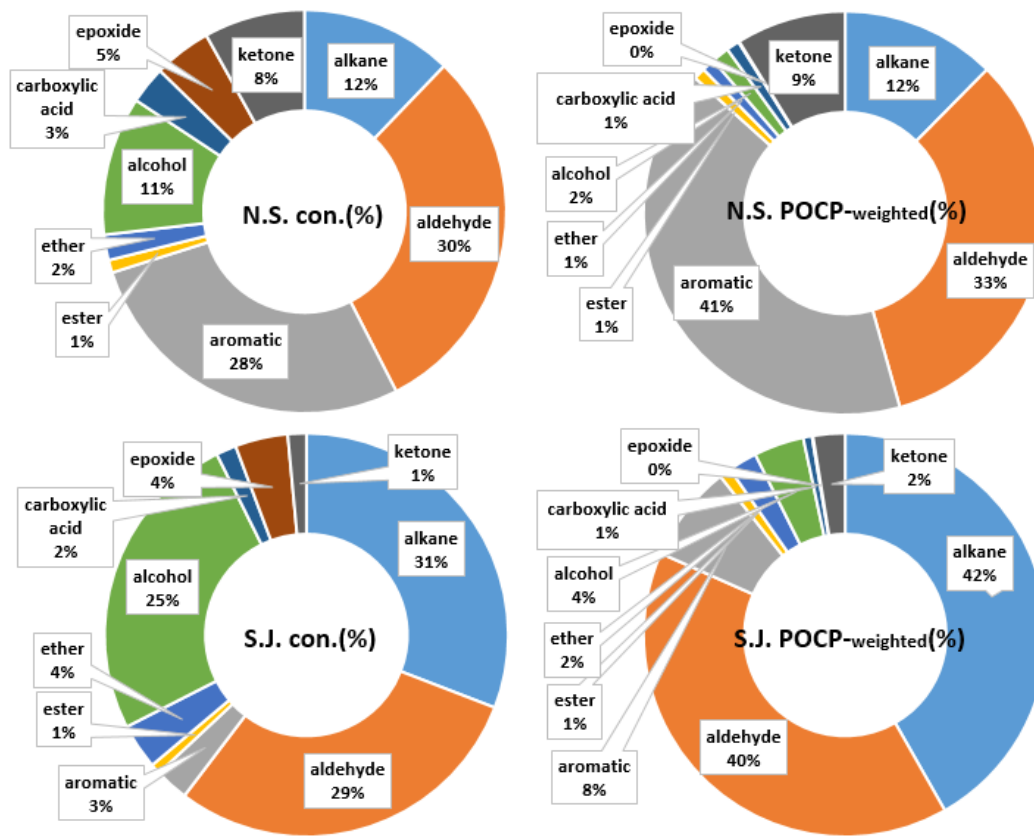 epoxide
5%
ketone
8%
alkane
12%
carboxylic
acid
3%
alcohol
11%
N.S. con.(%)
aldehyde
30%
ether
2%
ester
1%
aromatic
28%
epoxide
0%
ketone
9%
alkane
12%
carboxylic acid
1%
alcohol
2%
N.S. POCP-weighted(%)
ether
1%
aldehyde
33%
aromatic
41%
ester
1%
epoxide
4%
ketone
1%
carboxylic
acid
2%
alkane
31%
alcohol
25%
S.J. con.(%)
ether
4%
ester
1%
aromatic
3%
aldehyde
29%
epoxide
0%
ketone
2%
carboxylic acid
1%
alkane
42%
alcohol
4%
S.J. POCP-weighted(%)
ether
2%
ester
1%
aldehyde
40%
aromatic
8%